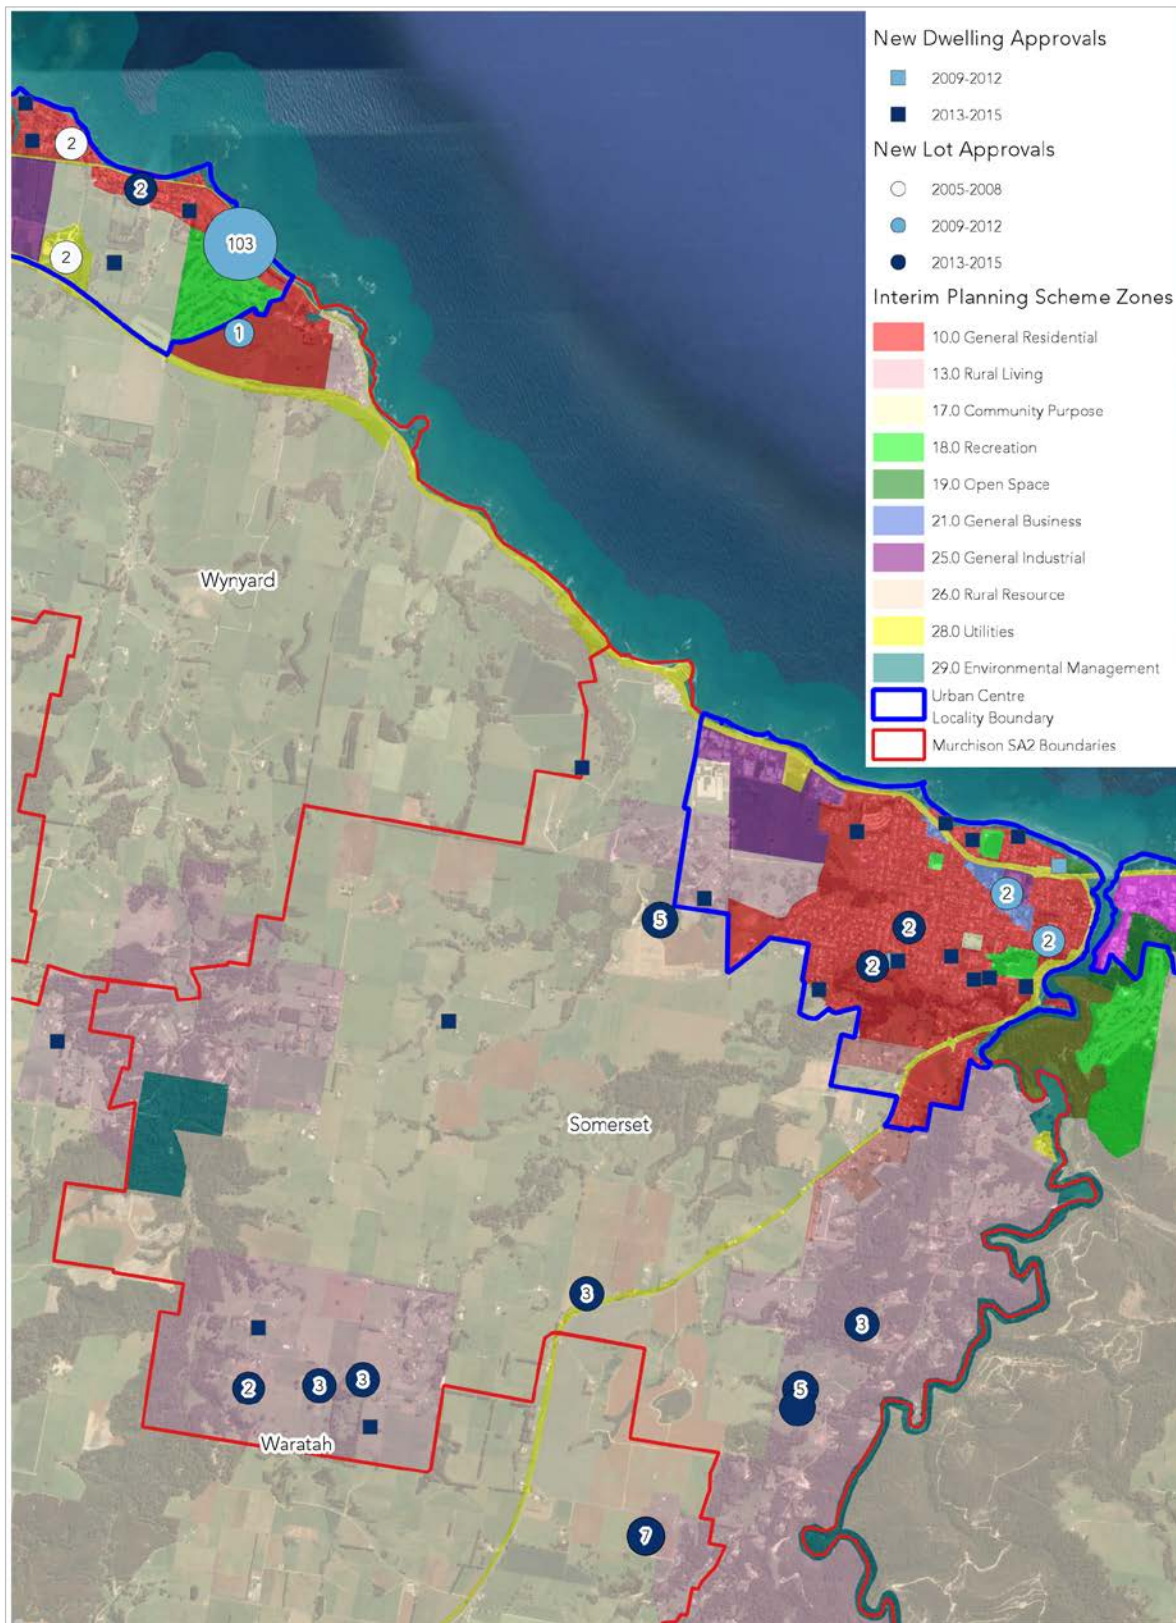 New Dwelling Approvals
2009-2012
2013-2015
New Lot Approvals
2005-2008
2009-2012
2013-2015
Interim Planning Scheme Zones
10.0 General Residential
13.0 Rural Living
17.0 Community Purpose
18.0 Recreation
19.0 Open Space
21.0 General Business
25.0 General Industrial
26.0 Rural Resource
28.0 Utilities
29.0 Environmental Management
Urban Centre
Locality Boundary
Murchison SA2 Boundaries
2
2
103
2
1
Wynyard
2
5
2
2
2
Somerset
3
3
2
3
3
5
Waratah
7